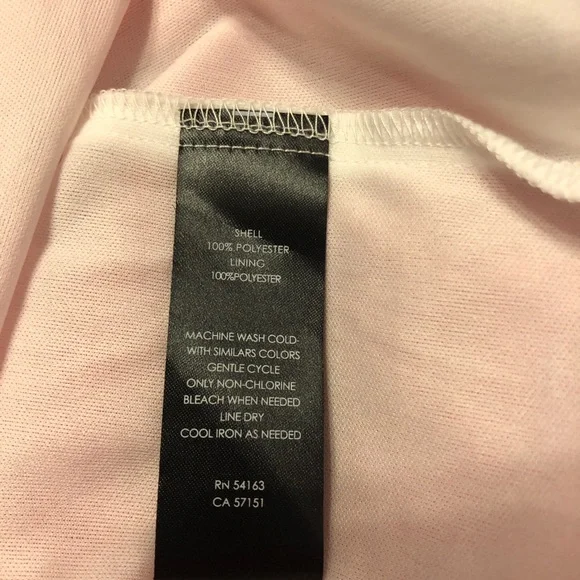 SHELL
100% POLYESTER
LINING
100%POLYESTER
MACHINE WASH COLD-
WITH SIMILARS COLORS
GENTLE CYCLE
ONLY NON-CHLORINE
BLEACH WHEN NEEDED
LINE DRY
COOL IRON AS NEEDED
RN 54163
CA 57151